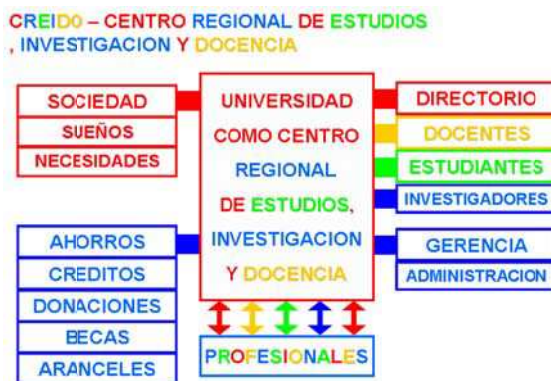 CREIDO – CENTRO REGIONAL DE ESTUDIOS
, INVESTIGACION Y DOCENCIA
SOCIEDAD
SUEÑOS
NECESIDADES
AHORROS
CREDITOS
DONACIONES
BECAS
ARANCELES
UNIVERSIDAD
COMO CENTRO
REGIONAL
DE ESTUDIOS,
INVESTIGACION
Y DOCENCIA
DIRECTORIO
DOCENTES
ESTUDIANTES
INVESTIGADORES
GERENCIA
ADMINISTRACION
PROFESIONALES